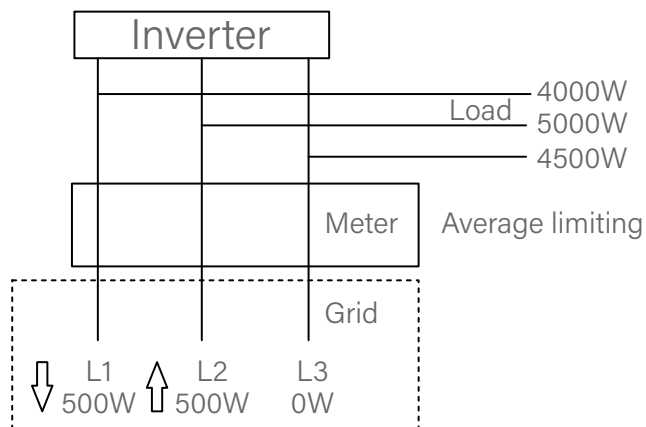 Inverter
4000W
Load
5000W
4500W
Meter
Average limiting
Grid
L1 L2 L3
500W 500W 0W